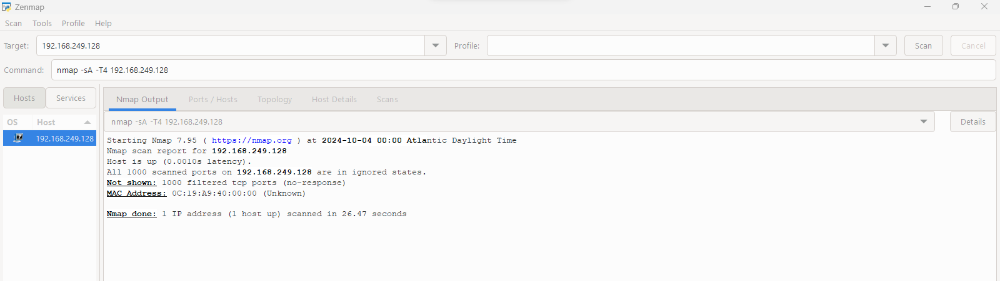 Zenmap
Scan Tools Profile Help
Target: 192.168.249.128 Profile: Scan Cancel
Command: nmap -sA -T4 192.168.249.128
Hosts Services
Nmap Output Ports / Hosts Topology Host Details Scans
OS Host
nmap -sA -T4 192.168.249.128 Details
192.168.249.128
Starting Nmap 7.95 ( https://nmap.org ) at 2024-10-04 00:00 Atlantic Daylight Time
Nmap scan report for 192.168.249.128
Host is up (0.0010s latency).
All 1000 scanned ports on 192.168.249.128 are in ignored states.
Not shown: 1000 filtered tcp ports (no-response)
MAC Address: 0C:19:A9:40:00:00 (Unknown)
Nmap done: 1 IP address (1 host up) scanned in 26.47 seconds